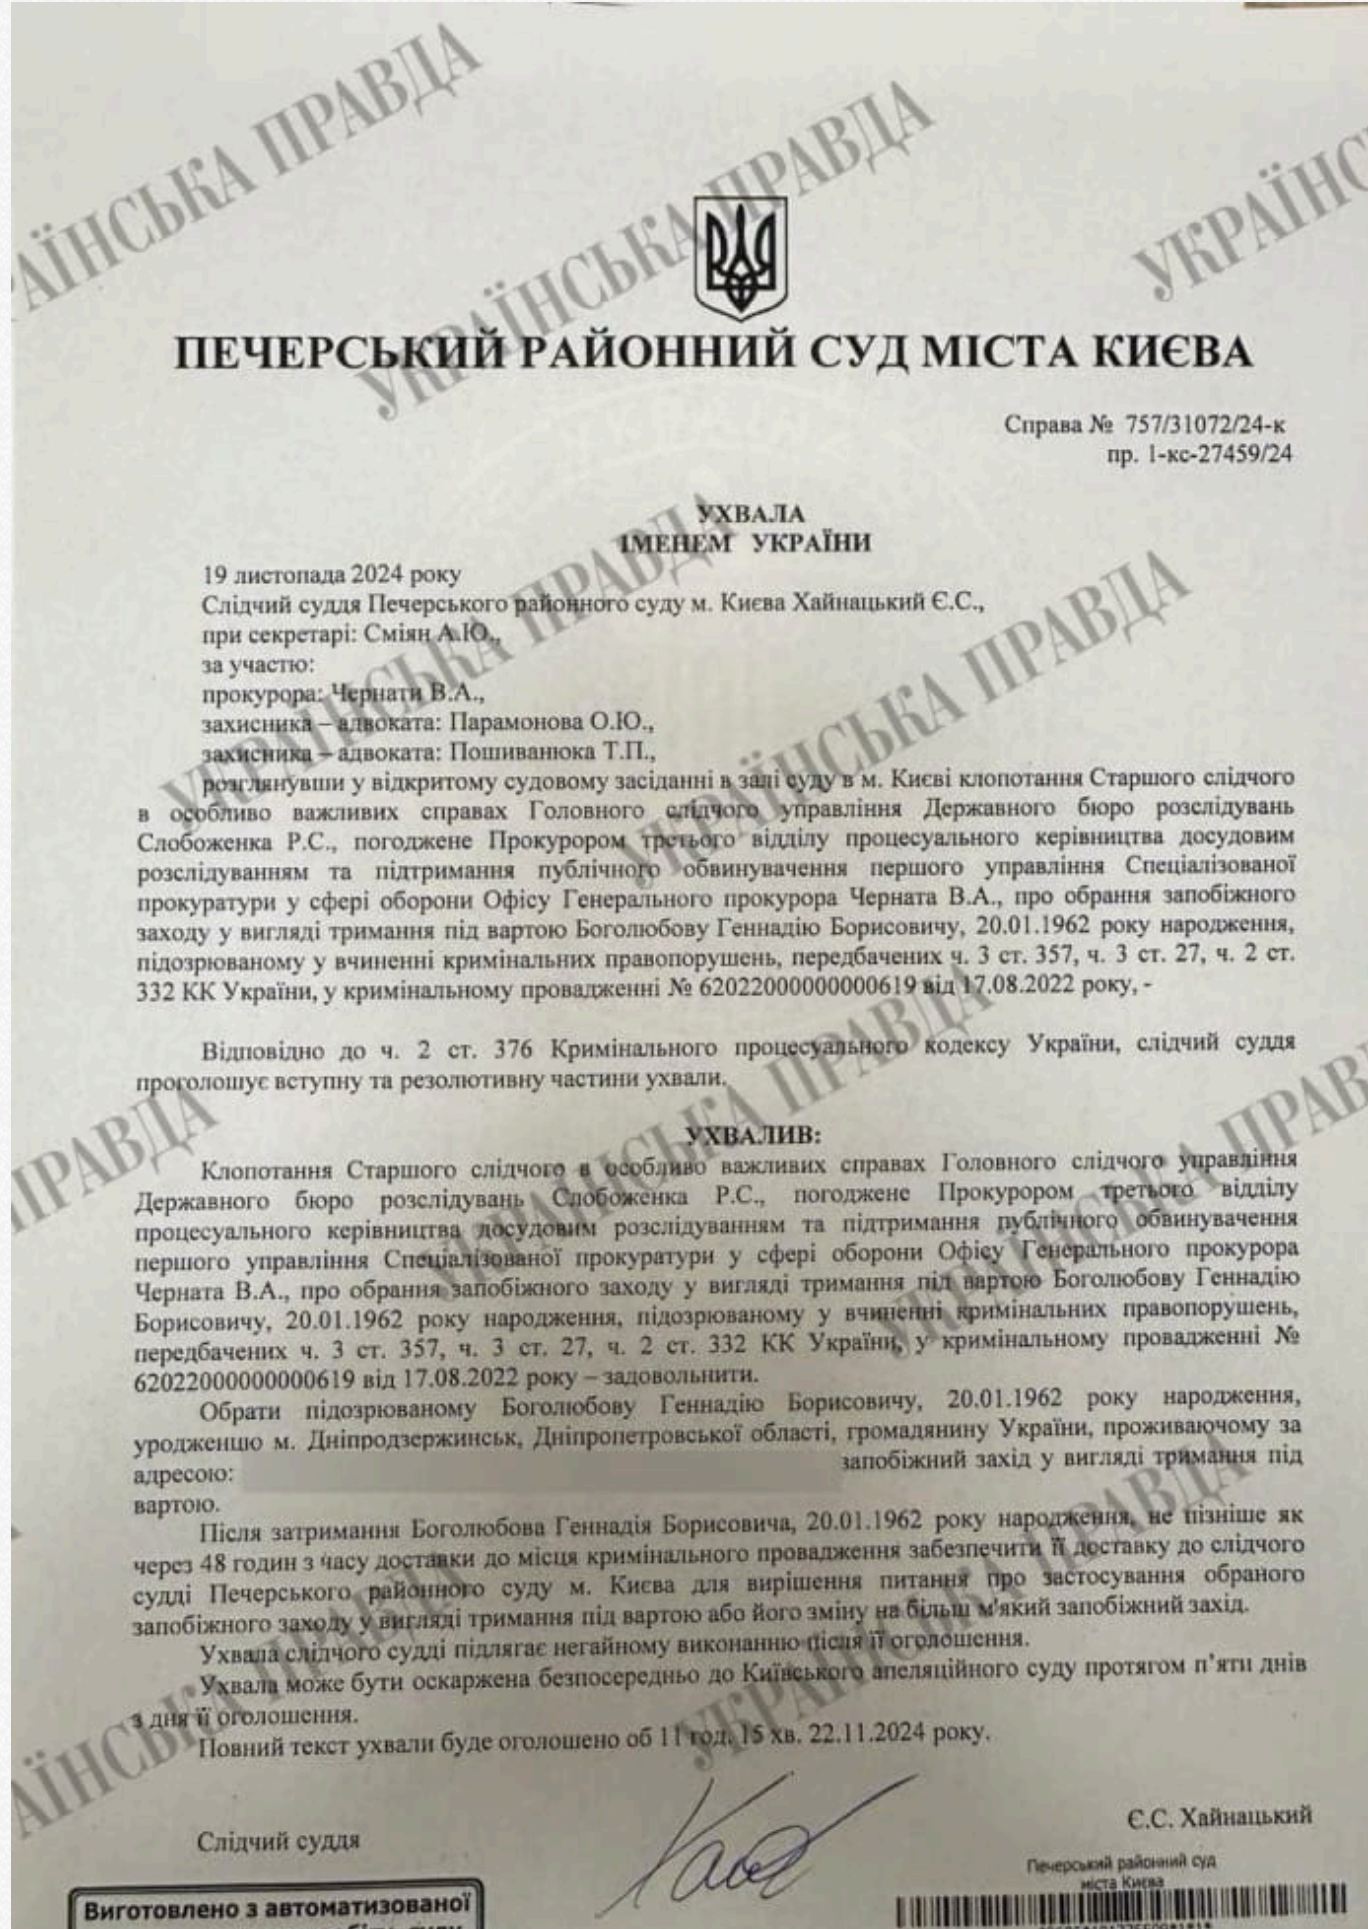 УКРАЇНСЬКА ПРАВДА
ПЕЧЕРСЬКИЙ РАЙОННИЙ СУД МІСТА КИЄВА
Справа № 757/31072/24-к
пр. 1-кс-27459/24
УХВАЛА
ІМЕНЕМ УКРАЇНИ
19 листопада 2024 року
Слідчий суддя Печерського районного суду м. Києва Хайнацький Є.С.,
при секретарі: Сміян А.Ю.,
за участю:
прокурора: Чернати В.А.,
захисника – адвоката: Парамонова О.Ю.,
захисника – адвоката: Пошиванюка Т.П.,
розглянувши у відкритому судовому засіданні в залі суду в м. Києві клопотання Старшого слідчого
в особливо важливих справах Головного слідчого управління Державного бюро розслідувань
Слобоженка Р.С., погоджене Прокурором третього відділу процесуального керівництва досудовим
розслідуванням та підтримання публічного обвинувачення першого управління Спеціалізованої
прокуратури у сфері оборони Офісу Генерального прокурора Черната В.А., про обрання запобіжного
заходу у вигляді тримання під вартою Боголюбову Геннадію Борисовичу, 20.01.1962 року народження,
підозрюваному у вчиненні кримінальних правопорушень, передбачених ч. 3 ст. 357, ч. 3 ст. 27, ч. 2 ст.
332 КК України, у кримінальному провадженні № 62022000000000619 від 17.08.2022 року, -
Відповідно до ч. 2 ст. 376 Кримінального процесуального кодексу України, слідчий суддя
проголошує вступну та резолютивну частини ухвали.
УХВАЛИВ:
Клопотання Старшого слідчого в особливо важливих справах Головного слідчого управління
Державного бюро розслідувань Слобоженка Р.С., погоджене Прокурором третього відділу
процесуального керівництва досудовим розслідуванням та підтримання публічного обвинувачення
першого управління Спеціалізованої прокуратури у сфері оборони Офісу Генерального прокурора
Черната В.А., про обрання запобіжного заходу у вигляді тримання під вартою Боголюбову Геннадію
Борисовичу, 20.01.1962 року народження, підозрюваному у вчиненні кримінальних правопорушень,
передбачених ч. 3 ст. 357, ч. 3 ст. 27, ч. 2 ст. 332 КК України, у кримінальному провадженні №
62022000000000619 від 17.08.2022 року – задовольнити.
Обрати підозрюваному Боголюбову Геннадію Борисовичу, 20.01.1962 року народження,
уродженцю м. Дніпродзержинськ, Дніпропетровської області, громадянину України, проживаючому за
адресою: запобіжний захід у вигляді тримання під
вартою.
Після затримання Боголюбова Геннадія Борисовича, 20.01.1962 року народження, не пізніше як
через 48 годин з часу доставки до місця кримінального провадження забезпечити її доставку до слідчого
судді Печерського районного суду м. Києва для вирішення питання про застосування обраного
запобіжного заходу у вигляді тримання під вартою або його зміну на більш м'який запобіжний захід.
Ухвала слідчого судді підлягає негайному виконанню після її оголошення.
Ухвала може бути оскаржена безпосередньо до Київського апеляційного суду протягом п’яти днів
з дня її оголошення.
Повний текст ухвали буде оголошено об 11 год. 15 хв. 22.11.2024 року.
Слідчий суддя
Є.С. Хайнацький
Печерський районний суд
міста Києва
Виготовлено з автоматизованої